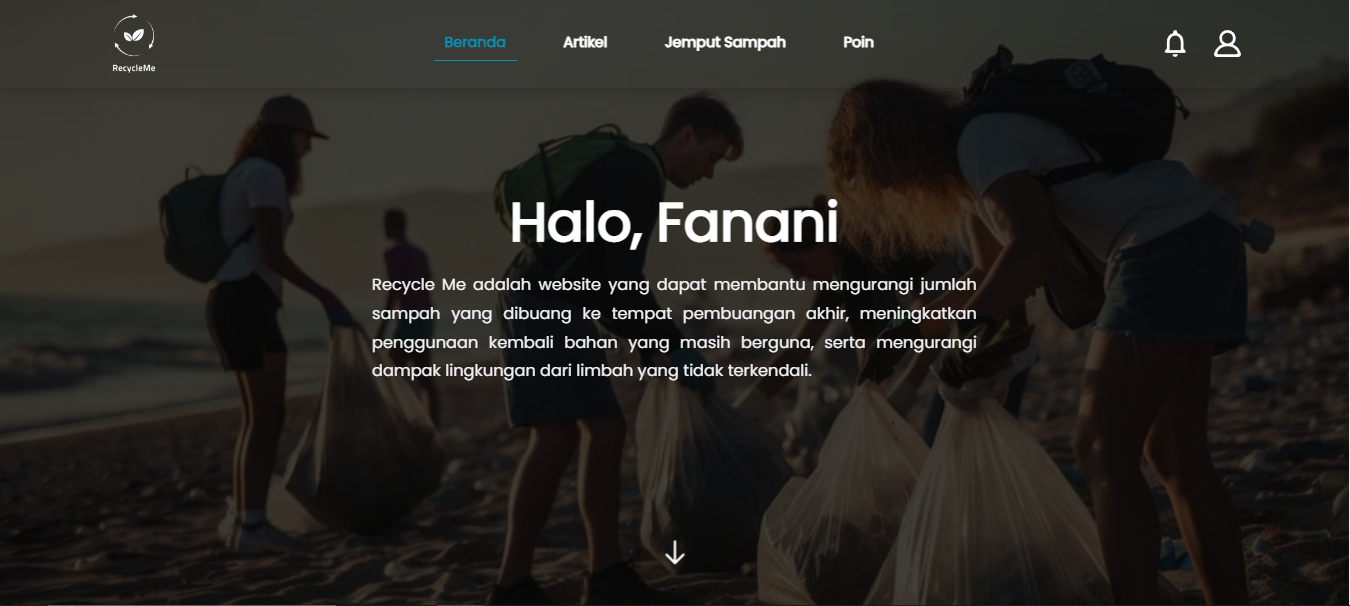 RecycleMe
Beranda
Artikel
Jemput Sampah
Poin
Halo, Fanani
Recycle Me adalah website yang dapat membantu mengurangi jumlah
sampah yang dibuang ke tempat pembuangan akhir, meningkatkan
penggunaan kembali bahan yang masih berguna, serta mengurangi
dampak lingkungan dari limbah yang tidak terkendali.